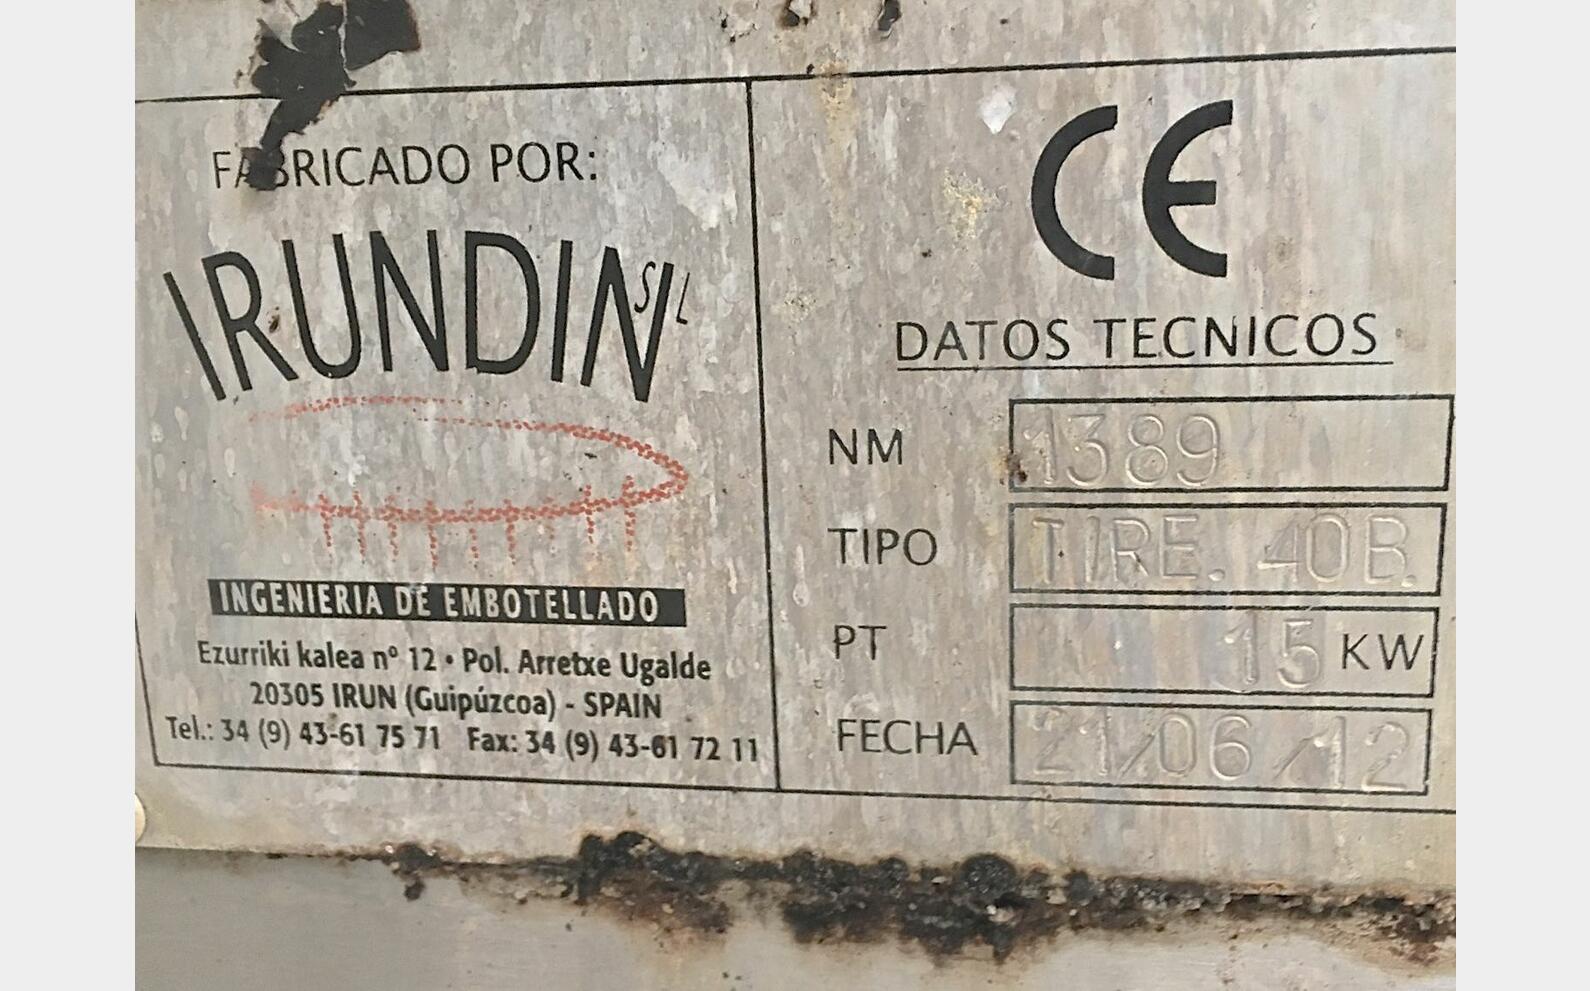 FABRICADO POR:
IRUNDIN SL
INGENIERIA DE EMBOTELLADO
Ezurriki kalea nº 12 • Pol. Arretxe Ugalde
20305 IRUN (Guipúzcoa) - SPAIN
Tel.: 34 (9) 43-61 75 71 Fax: 34 (9) 43-61 72 11
CE
DATOS TECNICOS
NM 1389
TIPO TIRE. 40B.
PT 15 KW
FECHA 21/06/12